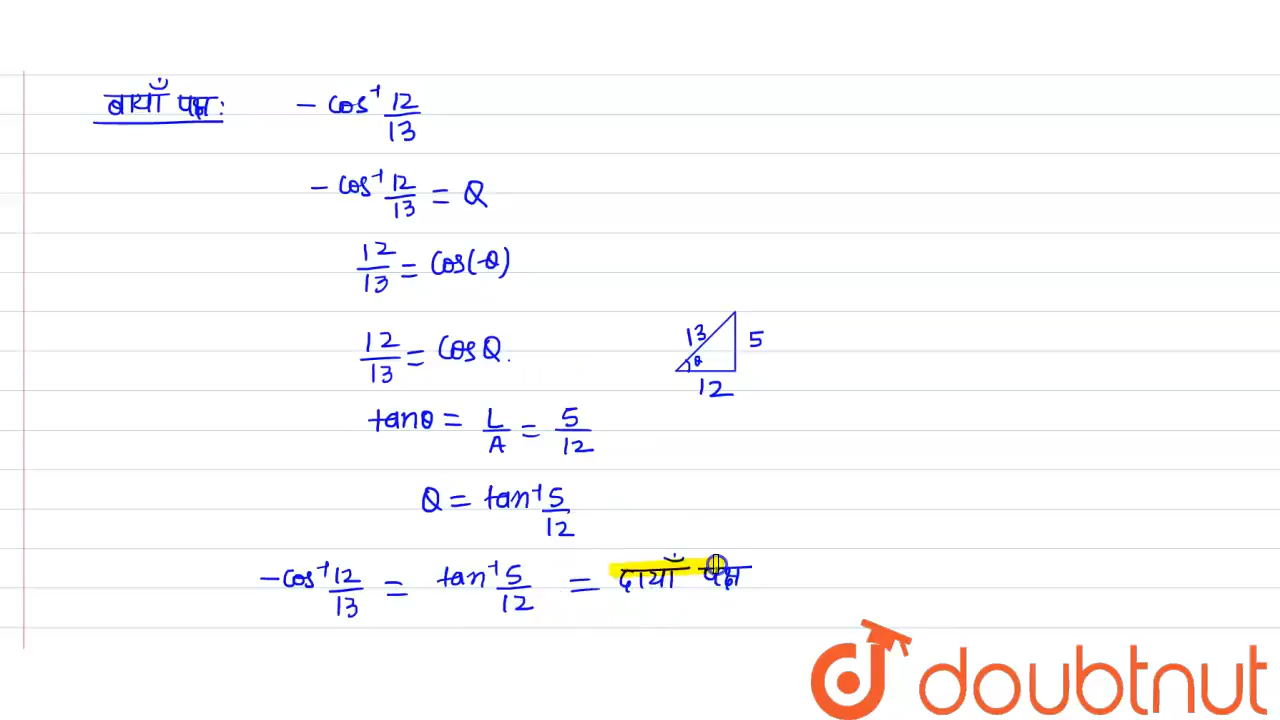 बायाँ पक्ष: - cos⁻¹ 12/13
- cos⁻¹ 12/13 = θ
12/13 = cos(-θ)
12/13 = cosθ.
13 5
θ
12
tanθ = L/A = 5/12
θ = tan⁻¹ 5/12
-cos⁻¹ 12/13 = tan⁻¹ 5/12 = दायाँ पक्ष
doubtnut